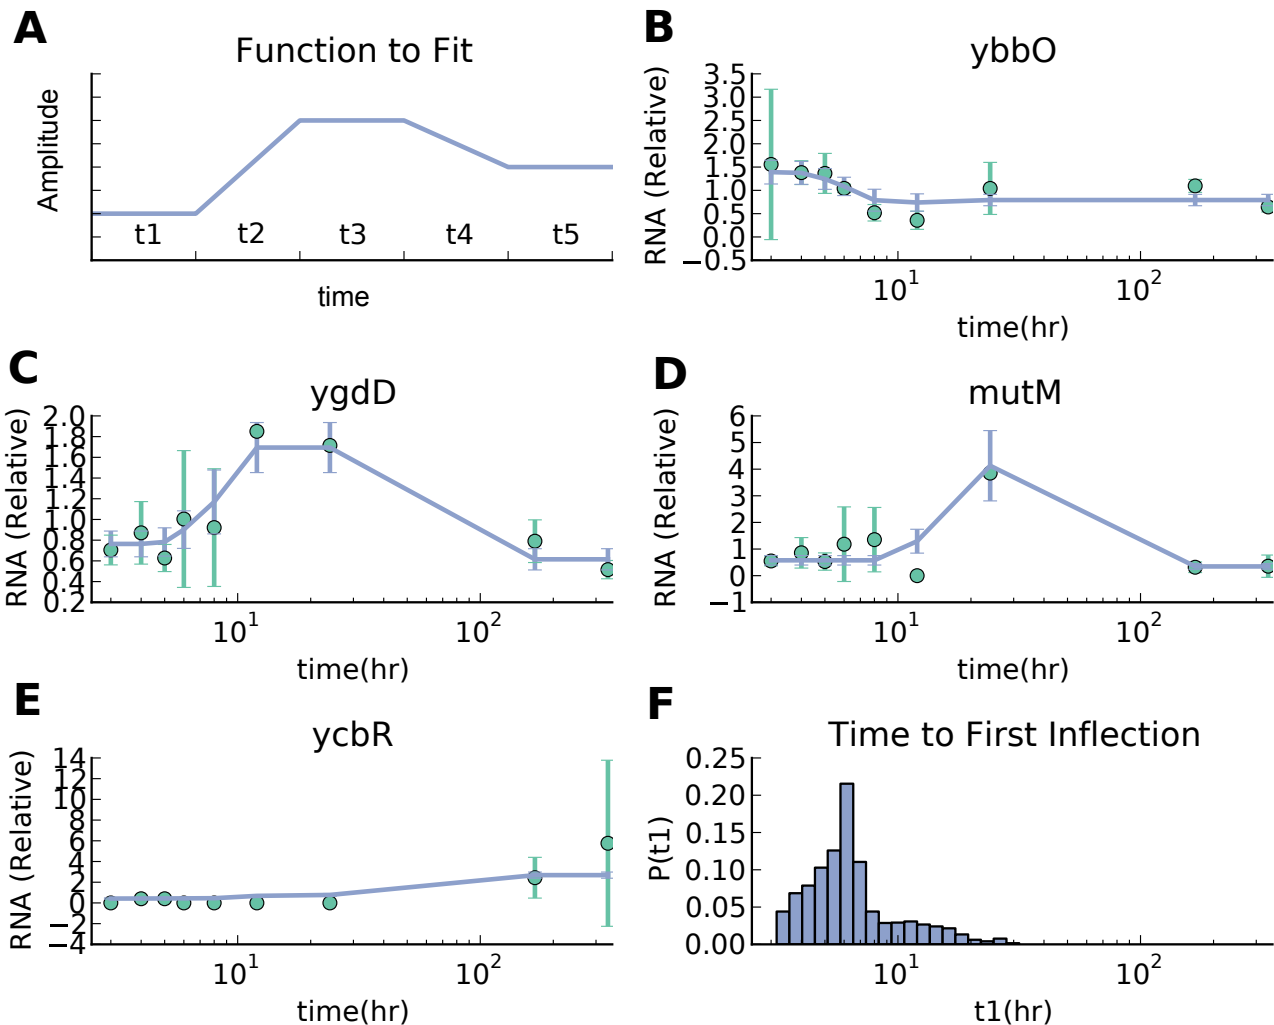 A
Function to Fit
Amplitude
t1 t2 t3 t4 t5
time
B
ybbO
RNA (Relative)
3.5
3.0
2.5
2.0
1.5
1.0
0.5
0.0
−0.5
10¹ 10²
time(hr)
C
ygdD
RNA (Relative)
2.0
1.8
1.6
1.4
1.2
1.0
0.8
0.6
0.4
0.2
10¹ 10²
time(hr)
D
mutM
RNA (Relative)
6
5
4
3
2
1
0
−1
10¹ 10²
time(hr)
E
ycbR
RNA (Relative)
14
12
10
8
6
4
2
0
−2
−4
10¹ 10²
time(hr)
F
Time to First Inflection
P(t1)
0.25
0.20
0.15
0.10
0.05
0.00
10¹ 10²
t1(hr)